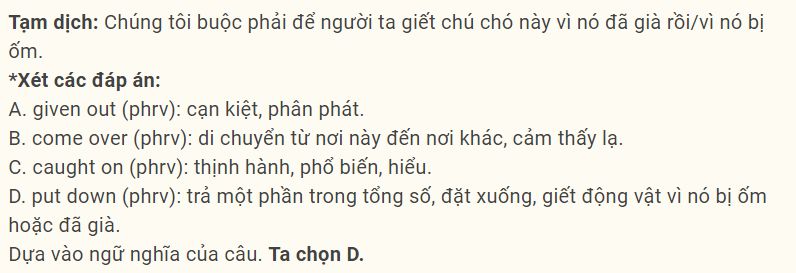 Tạm dịch: Chúng tôi buộc phải để người ta giết chú chó này vì nó đã già rồi/vì nó bị
ốm.
*Xét các đáp án:
A. given out (phrv): cạn kiệt, phân phát.
B. come over (phrv): di chuyển từ nơi này đến nơi khác, cảm thấy lạ.
C. caught on (phrv): thịnh hành, phổ biến, hiểu.
D. put down (phrv): trả một phần trong tổng số, đặt xuống, giết động vật vì nó bị ốm
hoặc đã già.
Dựa vào ngữ nghĩa của câu. Ta chọn D.